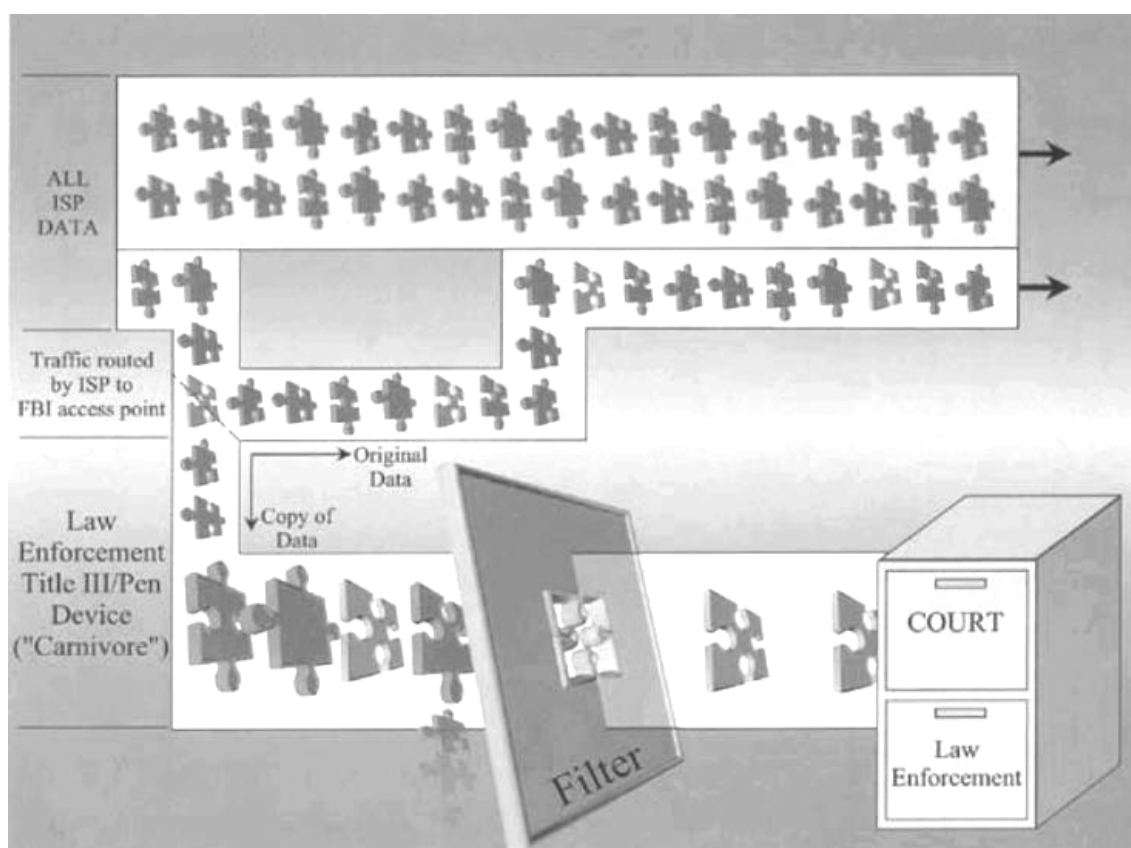 ALL
ISP
DATA
Traffic routed
by ISP to
FBI access point
Original
Data
Copy of
Data
Law
Enforcement
Title III/Pen
Device
("Carnivore")
Filter
COURT
Law
Enforcement